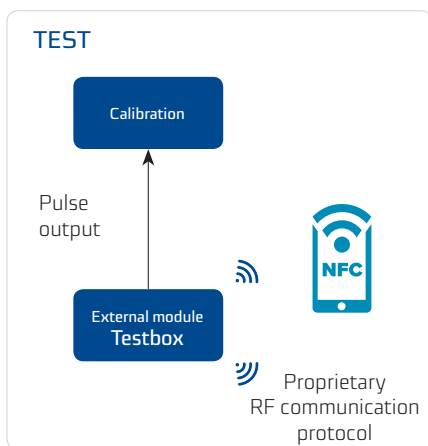 TEST
Calibration
Pulse
output
NFC
External module
Testbox
Proprietary
RF communication
protocol